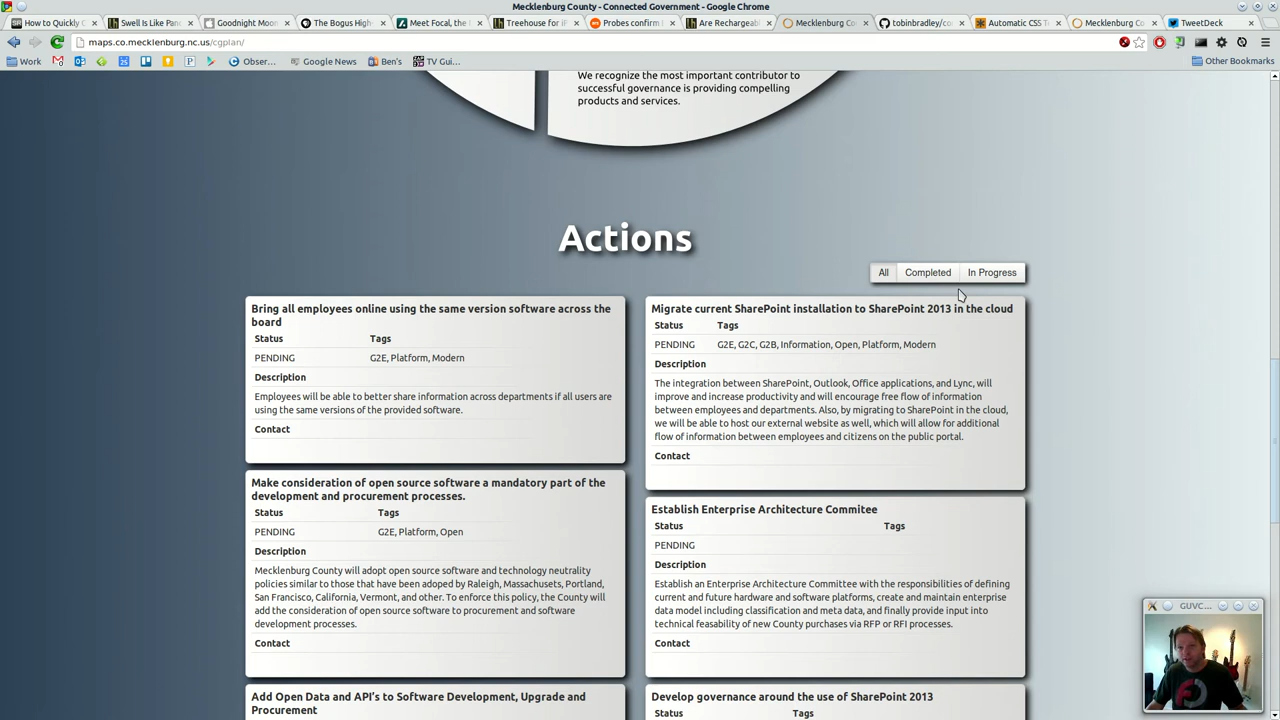 Mecklenburg County - Connected Government - Google Chrome
How to Quickly C
Swell Is Like Pan
Goodnight Moon
The Bogus High-
Meet Focal, the
Treehouse for iP
Probes confirm
Are Rechargeabl
Mecklenburg Cou
tobinbradley/con
Automatic CSS T
Mecklenburg Co
TweetDeck
maps.co.mecklenburg.nc.us/cgplan/
Work
Obser...
Google News
Ben's
TV Gui...
Other Bookmarks
We recognize the most important contributor to
successful governance is providing compelling
products and services.
Actions
All Completed In Progress
Bring all employees online using the same version software across the
board
Status Tags
PENDING G2E, Platform, Modern
Description
Employees will be able to better share information across departments if all users are
using the same versions of the provided software.
Contact
Migrate current SharePoint installation to SharePoint 2013 in the cloud
Status Tags
PENDING G2E, G2C, G2B, Information, Open, Platform, Modern
Description
The integration between SharePoint, Outlook, Office applications, and Lync, will
improve and increase productivity and will encourage free flow of information
between employees and departments. Also, by migrating to SharePoint in the cloud,
we will be able to host our external website as well, which will allow for additional
flow of information between employees and citizens on the public portal.
Contact
Make consideration of open source software a mandatory part of the
development and procurement processes.
Status Tags
PENDING G2E, Platform, Open
Description
Mecklenburg County will adopt open source software and technology neutrality
policies similar to those that have been adopted by Raleigh, Massachusetts, Portland,
San Francisco, California, Vermont, and other. To enforce this policy, the County will
add the consideration of open source software to procurement and software
development processes.
Contact
Establish Enterprise Architecture Commitee
Status Tags
PENDING
Description
Establish an Enterprise Architecture Committee with the responsibilities of defining
current and future hardware and software platforms, create and maintain enterprise
data model including classification and meta data, and finally provide input into
technical feasability of new County purchases via RFP or RFI processes.
Contact
Add Open Data and API's to Software Development, Upgrade and
Procurement
Develop governance around the use of SharePoint 2013
Status Tags
GUVC...